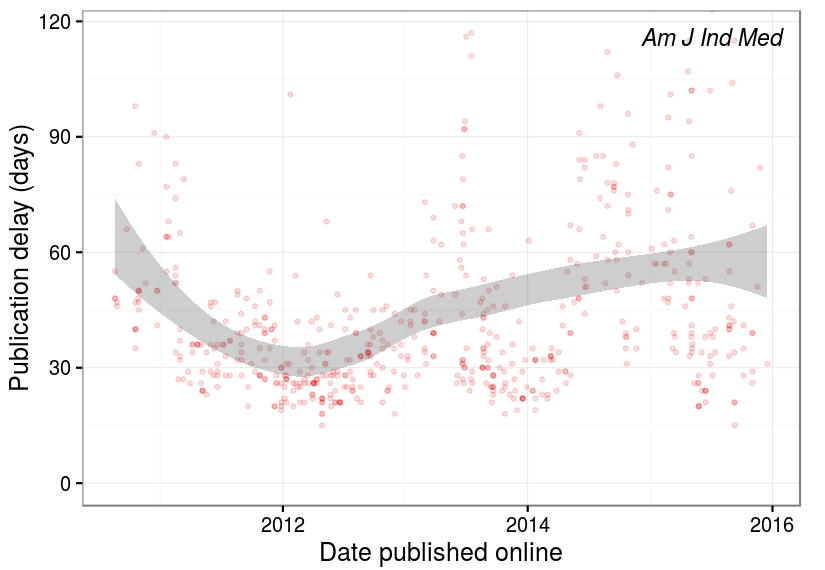 Am J Ind Med
Publication delay (days)
120
90
60
30
0
2012
2014
2016
Date published online